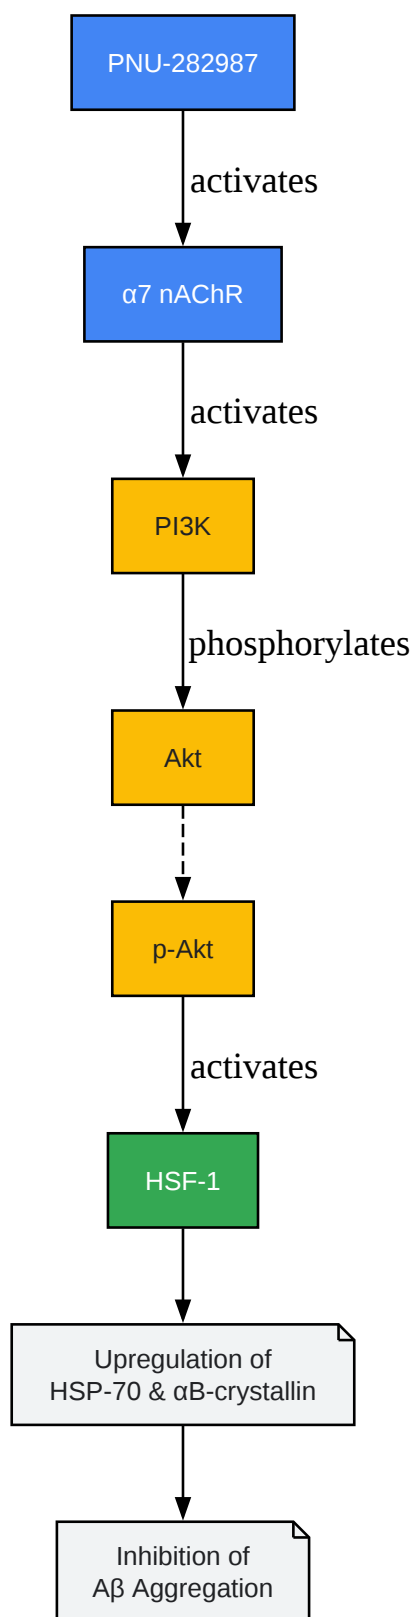 PNU-282987
activates
α7 nAChR
activates
PI3K
phosphorylates
Akt
p-Akt
activates
HSF-1
Upregulation of
HSP-70 & αB-crystallin
Inhibition of
Aβ Aggregation